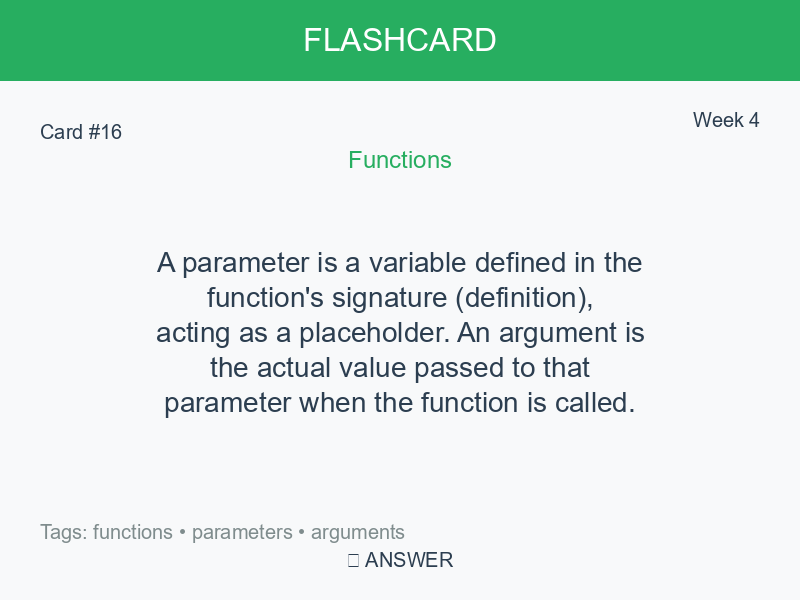 FLASHCARD
Card #16
Week 4
Functions
A parameter is a variable defined in the
function's signature (definition),
acting as a placeholder. An argument is
the actual value passed to that
parameter when the function is called.
Tags: functions • parameters • arguments
ANSWER